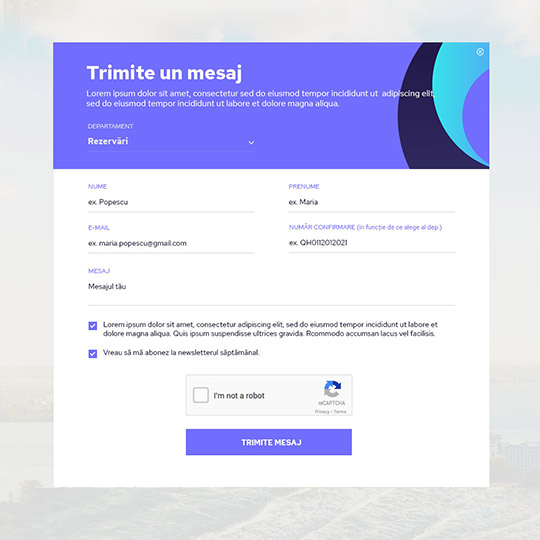 Trimite un mesaj
Lorem ipsum dolor sit amet, consectetur sed do eiusmod tempor incididunt ut adipiscing elit,
sed do eiusmod tempor incididunt ut labore et dolore magna aliqua.
DEPARTAMENT
Rezervări
NUME
PRENUME
ex. Popescu
ex. Maria
E-MAIL
NUMĂR CONFIRMARE (în funcție de ce alege al dep.)
ex. maria.popescu@gmail.com
ex. QH0112012021
MESAJ
Mesajul tău
Lorem ipsum dolor sit amet, consectetur adipiscing elit, sed do eiusmod tempor incididunt ut labore et
dolore magna aliqua. Quis ipsum suspendisse ultrices gravida. Rcommodo accumsan lacus vel facilisis.
Vreau să mă abonez la newsletterul săptămânal.
I'm not a robot
reCAPTCHA
Privacy - Terms
TRIMITE MESAJ